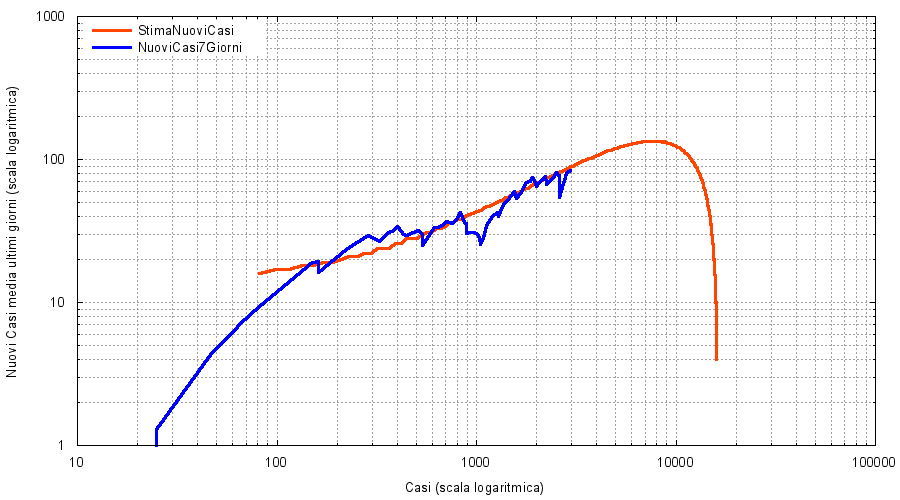 1000
StimaNuoviCasi
NuoviCasi7Giorni
100
10
1
10
100
1000
10000
100000
Nuovi Casi media ultimi giorni (scala logaritmica)
Casi (scala logaritmica)